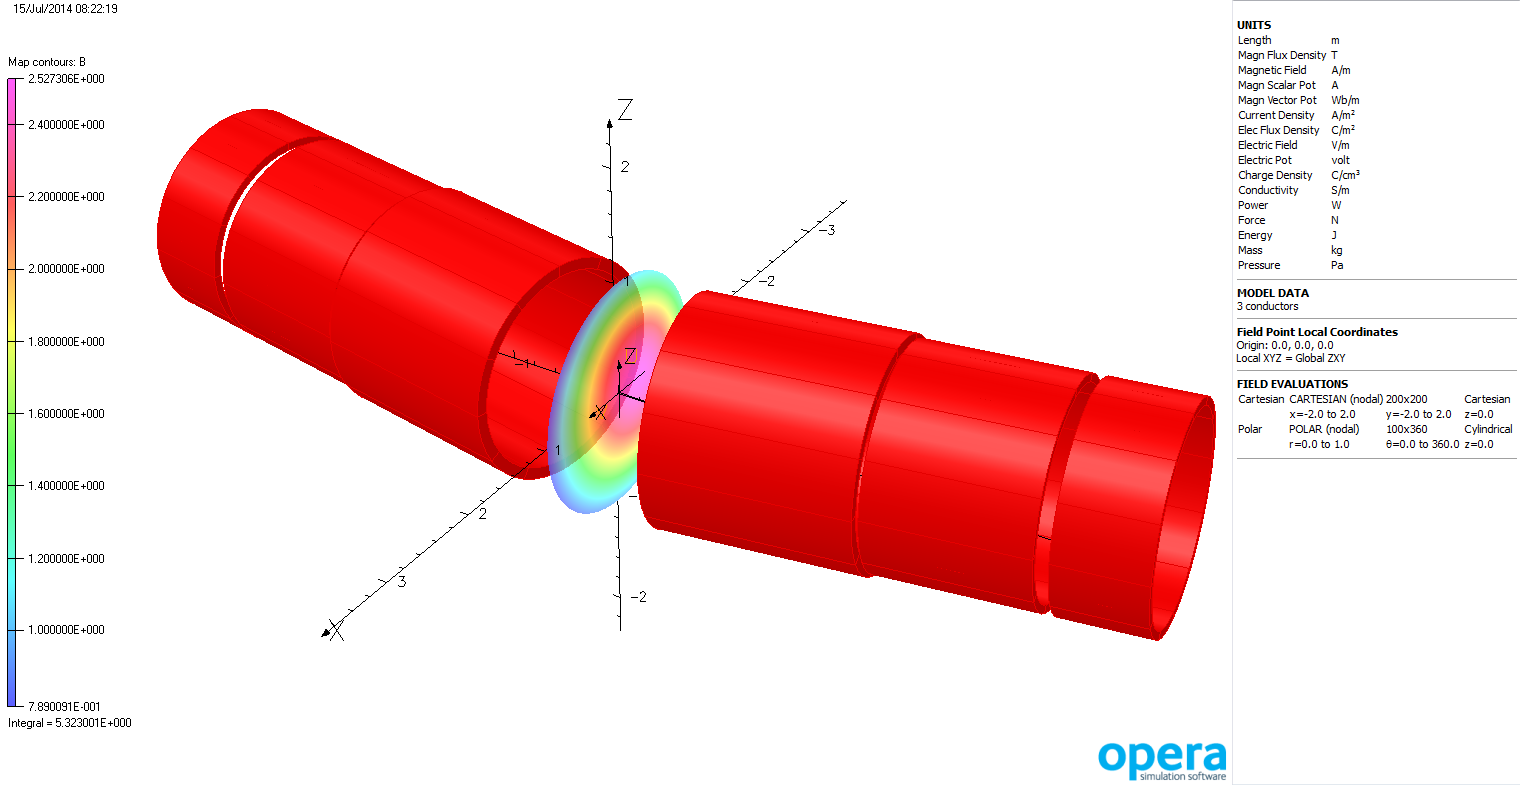 15/Jul/2014 08:22:19
Map contours: B
2.527306E+000
2.400000E+000
2.200000E+000
2.000000E+000
1.800000E+000
1.600000E+000
1.400000E+000
1.200000E+000
1.000000E+000
7.890091E-001
Integral = 5.323001E+000
Z
2
1
-3
-2
-1
Z
X
1
2
3
X
-2
opera
simulation software
UNITS
Length m
Magn Flux Density T
Magnetic Field A/m
Magn Scalar Pot A
Magn Vector Pot Wb/m
Current Density A/m²
Elec Flux Density C/m²
Electric Field V/m
Electric Pot volt
Charge Density C/cm³
Conductivity S/m
Power W
Force N
Energy J
Mass kg
Pressure Pa
MODEL DATA
3 conductors
Field Point Local Coordinates
Origin: 0.0, 0.0, 0.0
Local XYZ = Global ZXY
FIELD EVALUATIONS
Cartesian CARTESIAN (nodal) 200x200 Cartesian
x=-2.0 to 2.0 y=-2.0 to 2.0 z=0.0
Polar POLAR (nodal) 100x360 Cylindrical
r=0.0 to 1.0 θ=0.0 to 360.0 z=0.0